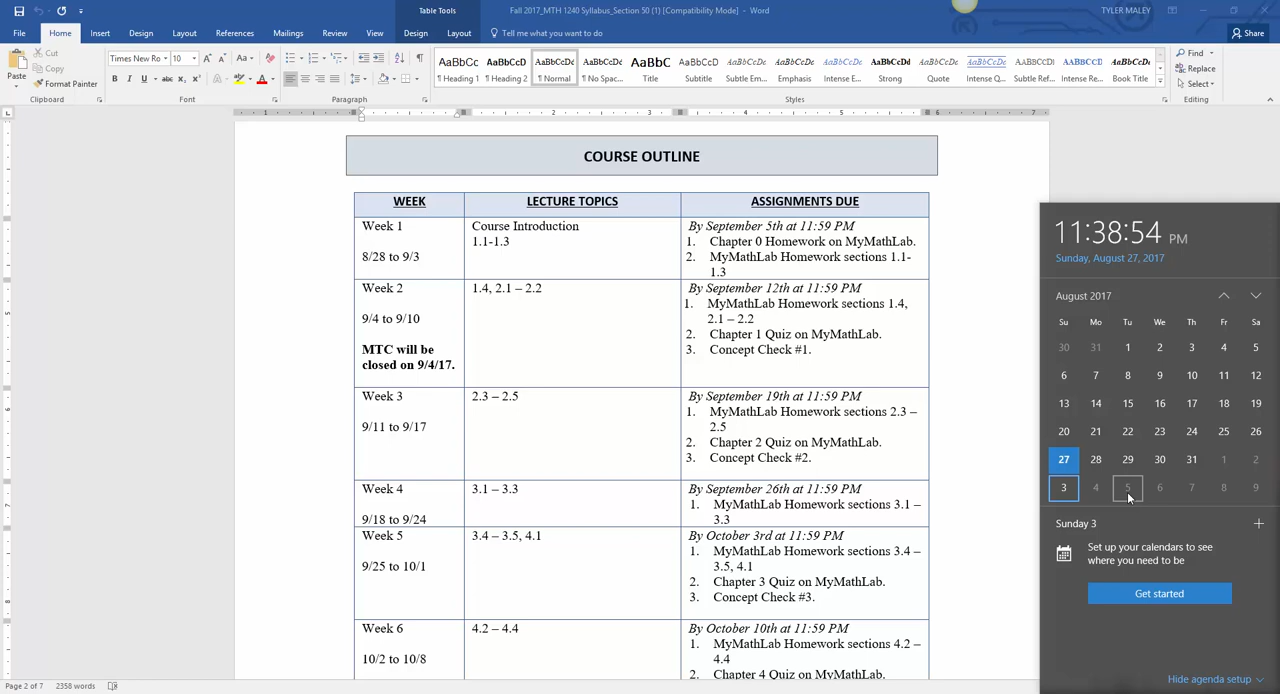 Table Tools
Fall 2017_MTH 1240 Syllabus_Section 50 (1) [Compatibility Mode] - Word
TYLER MALEY
File Home Insert Design Layout References Mailings Review View Design Layout Tell me what you want to do
Share
Paste
Cut
Copy
Format Painter
Times New Ro 10
Aa
B I U abc X₂ X²
A A
AaBbCc AaBbCcD AaBbCcDc AaBbCcDc AaBbCc AaBbCcD AaBbCcDc AaBbCcDc AaBbCcDc AaBbCcDc AaBbCcDc AaBbCcDc AaBbCcDc AABBCCD AABBCCD AaBbCcDc
¶ Heading 1 ¶ Heading 2 ¶ Normal ¶ No Spac... Title Subtitle Subtle Em... Emphasis Intense E... Strong Quote Intense Q... Subtle Ref... Intense Re... Book Title
Find
Replace
Select
Clipboard Font Paragraph Styles Editing
1 2 3 4 5 6 7
COURSE OUTLINE
WEEK LECTURE TOPICS ASSIGNMENTS DUE
Week 1
8/28 to 9/3
Course Introduction
1.1-1.3
By September 5th at 11:59 PM
1. Chapter 0 Homework on MyMathLab.
2. MyMathLab Homework sections 1.1-
1.3
Week 2
9/4 to 9/10
MTC will be
closed on 9/4/17.
1.4, 2.1 – 2.2
By September 12th at 11:59 PM
1. MyMathLab Homework sections 1.4,
2.1 – 2.2
2. Chapter 1 Quiz on MyMathLab.
3. Concept Check #1.
Week 3
9/11 to 9/17
2.3 – 2.5
By September 19th at 11:59 PM
1. MyMathLab Homework sections 2.3 –
2.5
2. Chapter 2 Quiz on MyMathLab.
3. Concept Check #2.
Week 4
9/18 to 9/24
3.1 – 3.3
By September 26th at 11:59 PM
1. MyMathLab Homework sections 3.1 –
3.3
Week 5
9/25 to 10/1
3.4 – 3.5, 4.1
By October 3rd at 11:59 PM
1. MyMathLab Homework sections 3.4 –
3.5, 4.1
2. Chapter 3 Quiz on MyMathLab.
3. Concept Check #3.
Week 6
10/2 to 10/8
4.2 – 4.4
By October 10th at 11:59 PM
1. MyMathLab Homework sections 4.2 –
4.4
2. Chapter 4 Quiz on MyMathLab.
11:38:54 PM
Sunday, August 27, 2017
August 2017
Su Mo Tu We Th Fr Sa
30 31 1 2 3 4 5
6 7 8 9 10 11 12
13 14 15 16 17 18 19
20 21 22 23 24 25 26
27 28 29 30 31 1 2
3 4 5 6 7 8 9
Sunday 3
Set up your calendars to see
where you need to be
Get started
Hide agenda setup
Page 2 of 7 2358 words